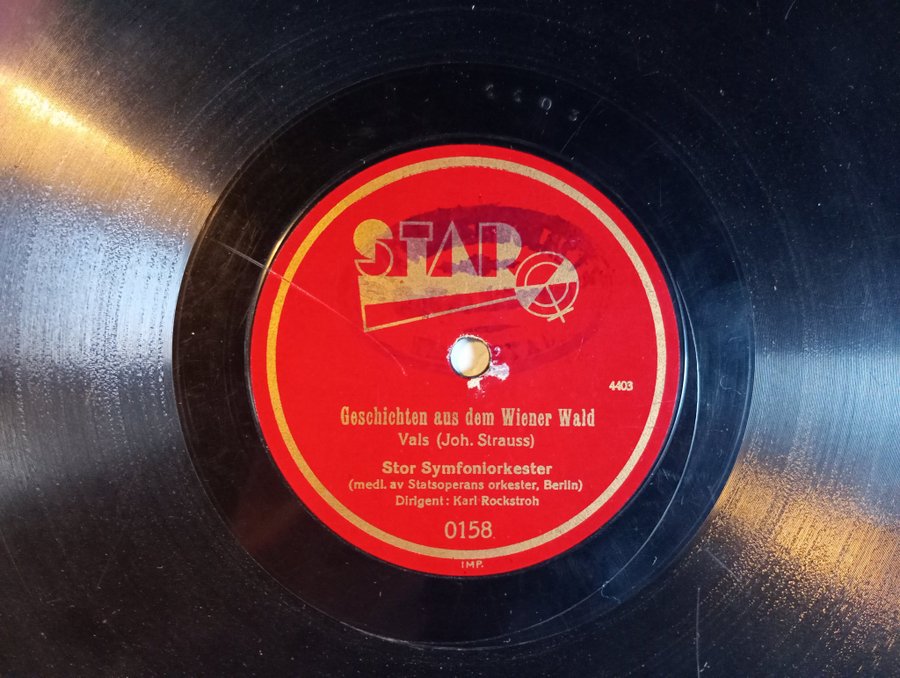 4403
STAR
4403
Geschichten aus dem Wiener Wald
Vals (Joh. Strauss)
Stor Symfoniorkester
(medl. av Statsoperans orkester, Berlin)
Dirigent: Karl Rockstroh
0158
IMP.